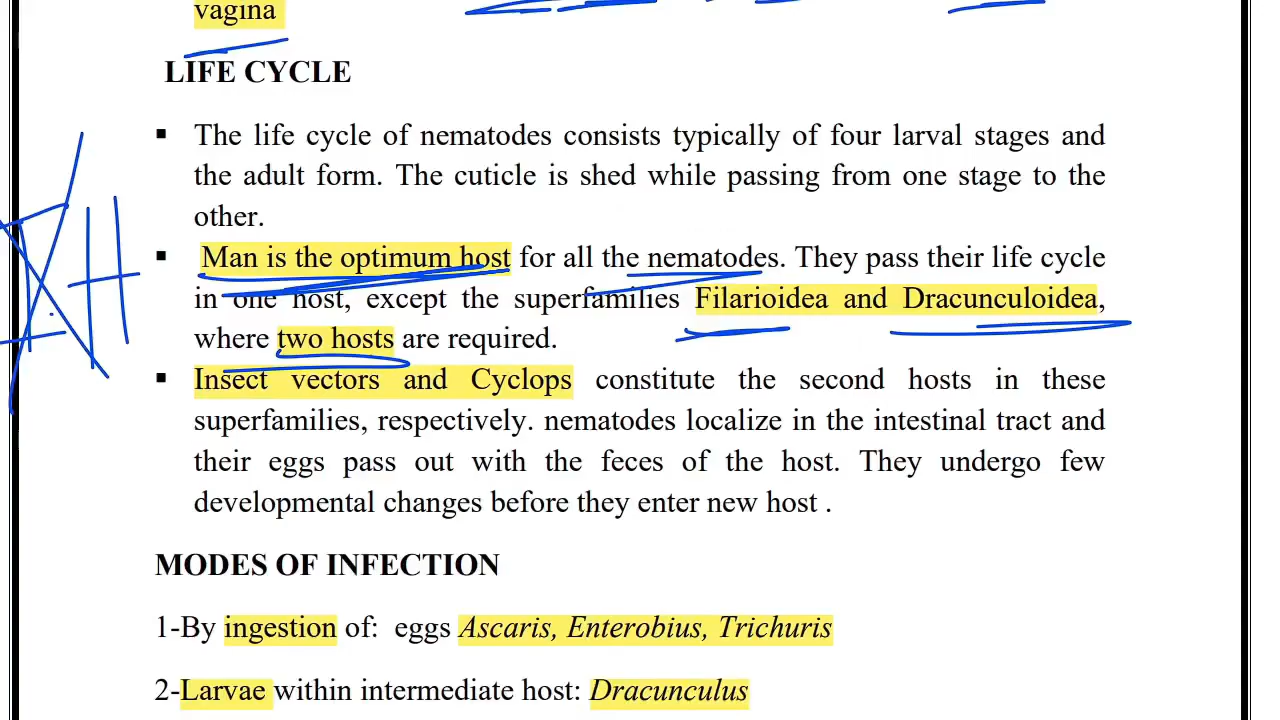 vagina
LIFE CYCLE
▪ The life cycle of nematodes consists typically of four larval stages and
the adult form. The cuticle is shed while passing from one stage to the
other.
▪ Man is the optimum host for all the nematodes. They pass their life cycle
in one host, except the superfamilies Filarioidea and Dracunculoidea,
where two hosts are required.
▪ Insect vectors and Cyclops constitute the second hosts in these
superfamilies, respectively. nematodes localize in the intestinal tract and
their eggs pass out with the feces of the host. They undergo few
developmental changes before they enter new host .
MODES OF INFECTION
1-By ingestion of: eggs Ascaris, Enterobius, Trichuris
2-Larvae within intermediate host: Dracunculus